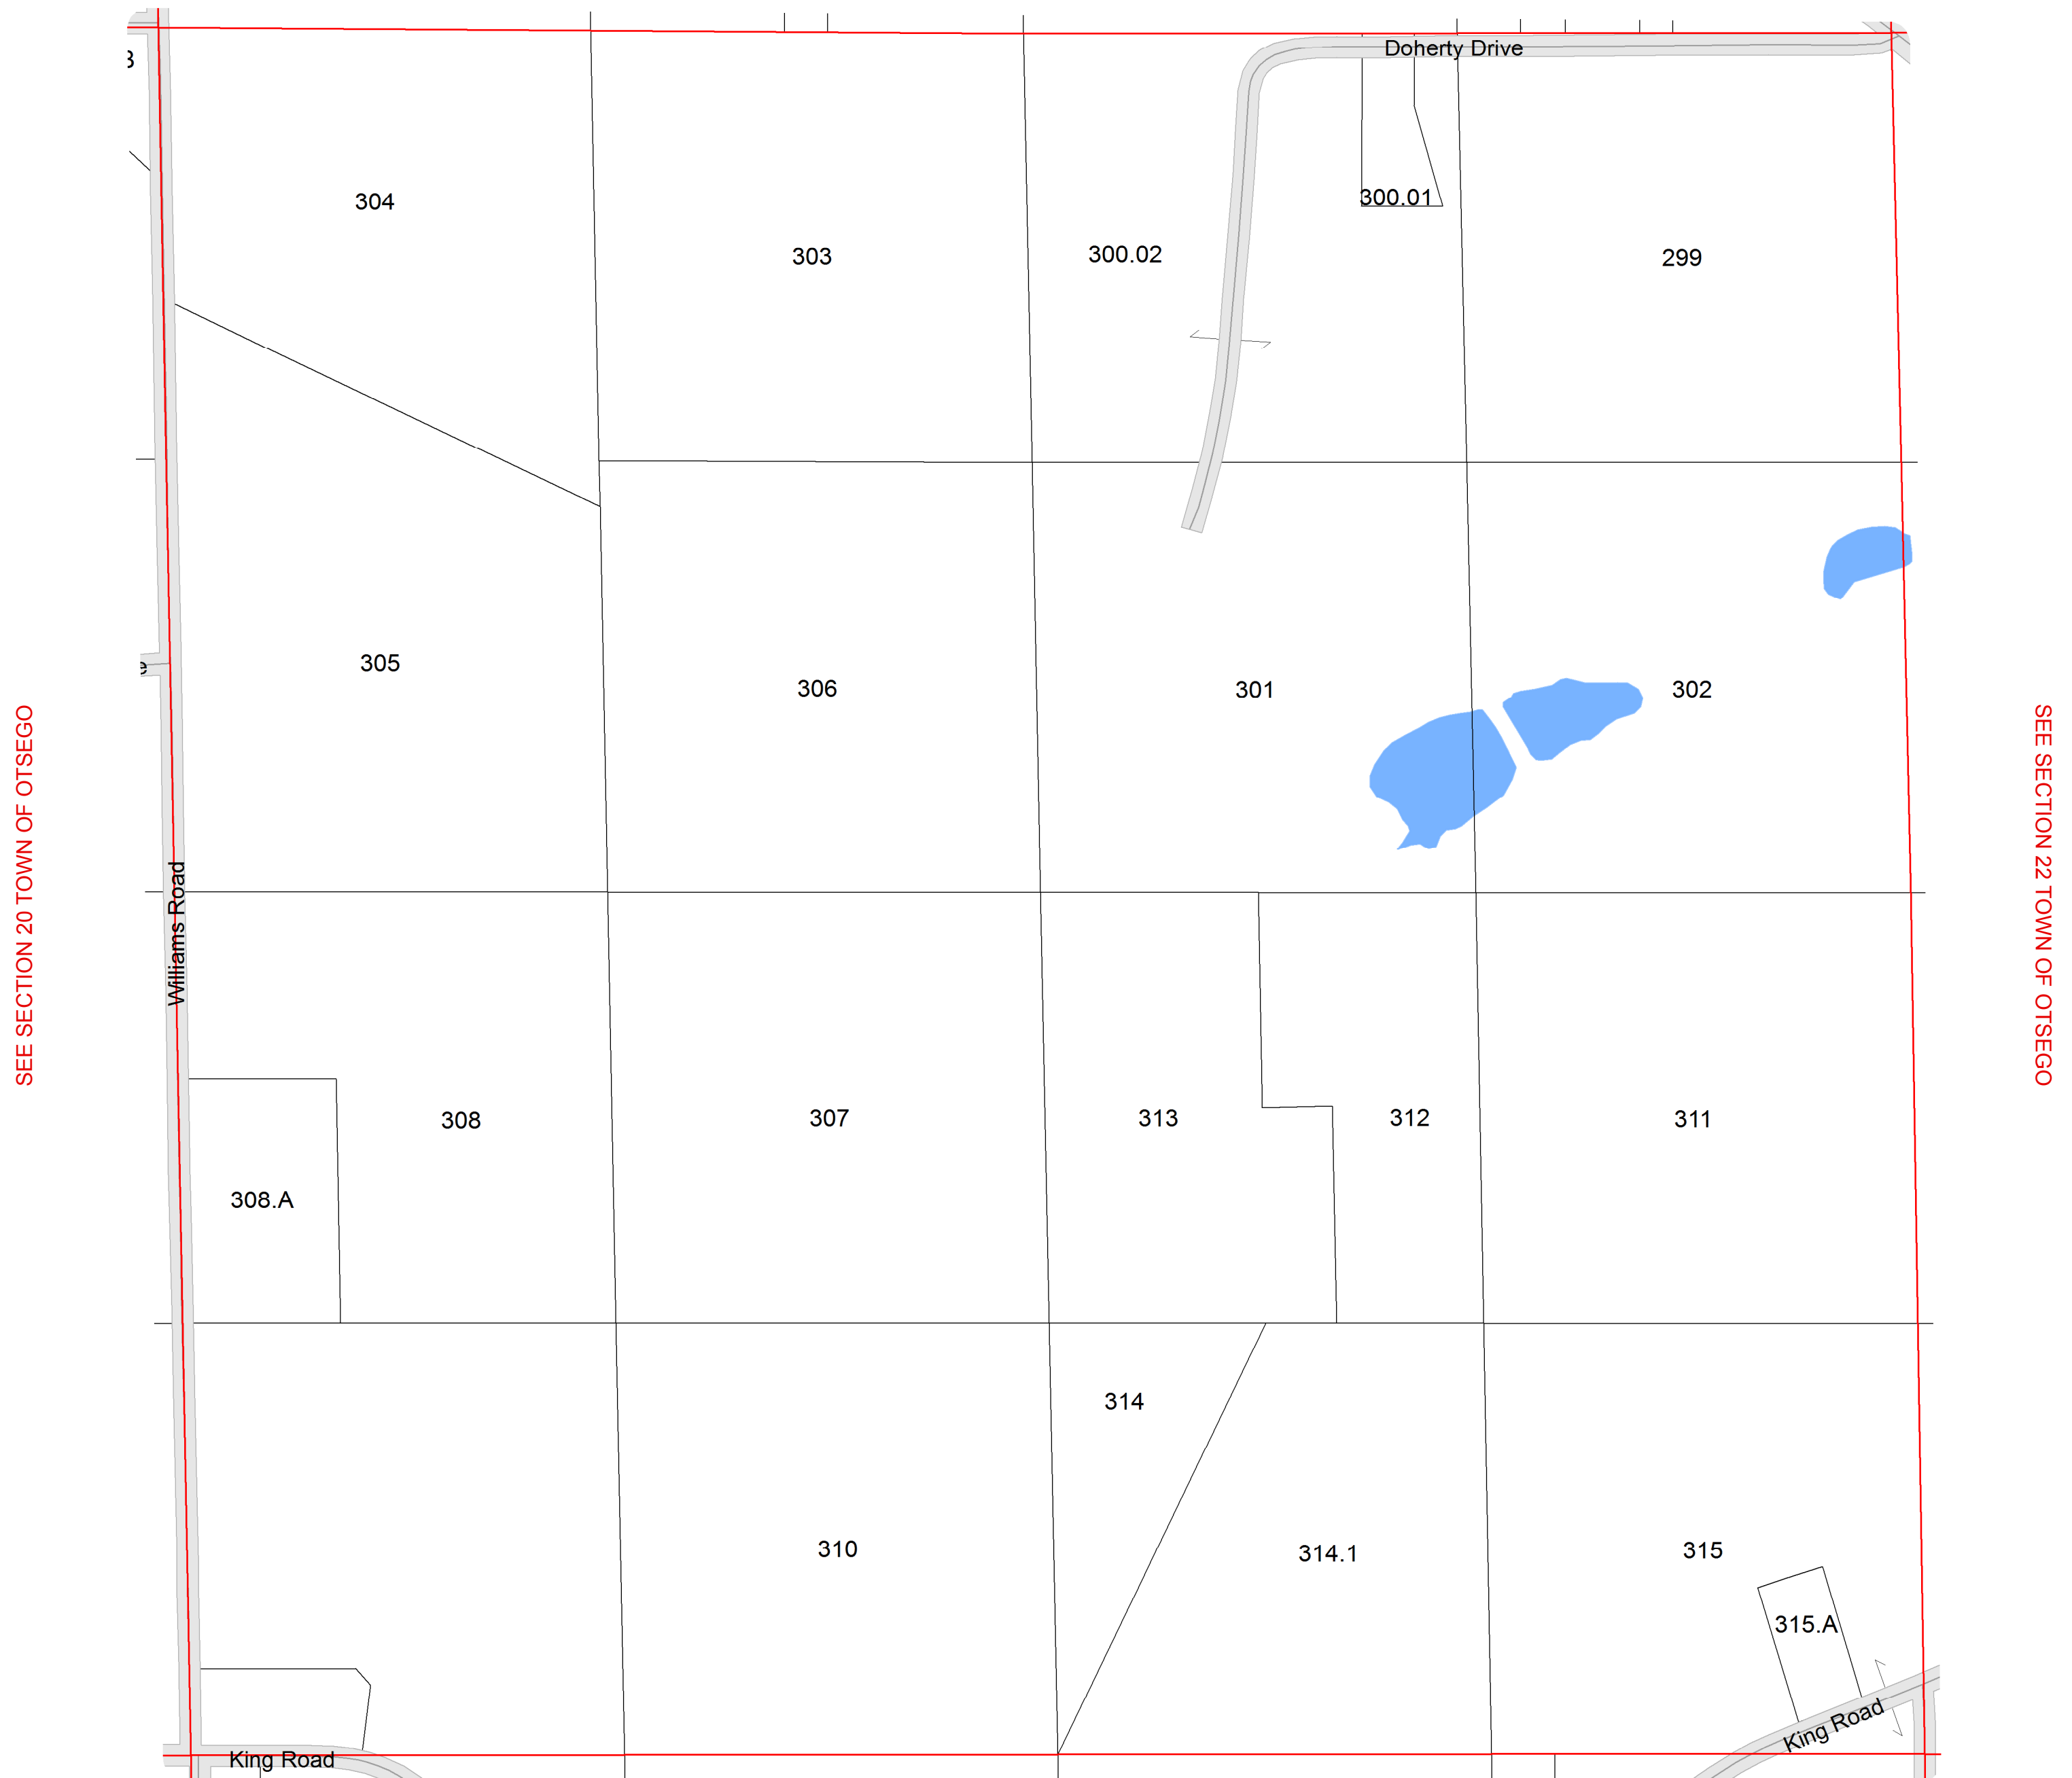 Doherty Drive
304
300.01
303
300.02
299
305
306
301
302
SEE SECTION 20 TOWN OF OTSEGO
SEE SECTION 22 TOWN OF OTSEGO
Williams Road
308
307
313
312
311
308.A
314
310
314.1
315
315.A
King Road
King Road